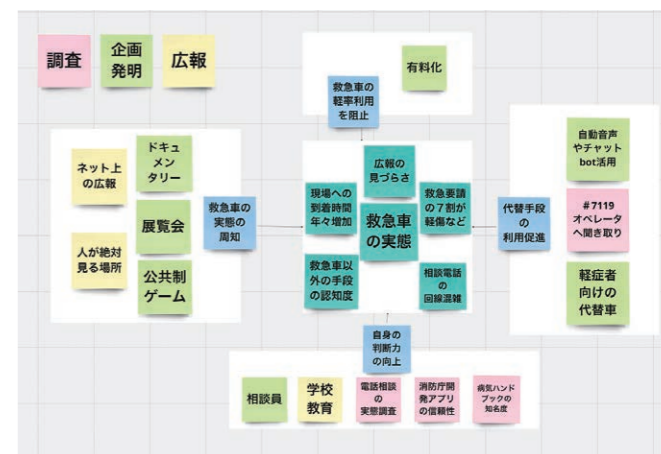 調査
企画
発明
広報
有料化
救急車の
軽率利用
を阻止
ネット上
の広報
ドキュ
メン
タリー
展覧会
人が絶対
見る場所
公共制
ゲーム
救急車の
実態の
周知
広報の
見づらさ
現場への
到着時間
年々増加
救急車
の実態
救急要請
の7割が
軽傷など
救急車以
外の手段
の認知度
相談電話
の
回線混雑
代替手段
の
利用促進
自動音声
やチャット
bot活用
#7119
オペレータ
へ聞き取り
軽症者
向けの
代替車
自身の
判断力
の向上
相談員
学校
教育
電話相談
の
実態調査
消防庁開
発アプリ
の信頼性
病気ハンド
ブックの
知名度